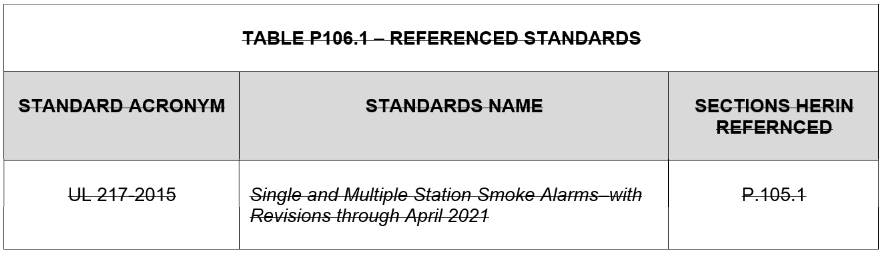 TABLE P106.1 – REFERENCED STANDARDS
STANDARD ACRONYM
STANDARDS NAME
SECTIONS HERIN
REFERNCED
UL 217-2015
Single and Multiple Station Smoke Alarms with
Revisions through April 2021
P.105.1